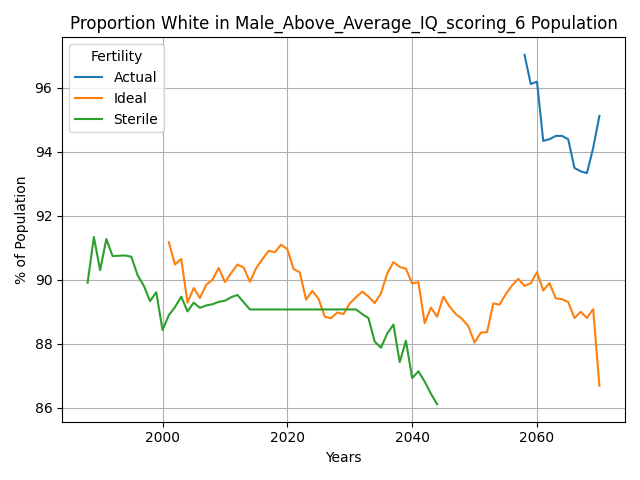 Proportion White in Male_Above_Average_IQ_scoring_6 Population
Fertility
Actual
Ideal
Sterile
% of Population
96
94
92
90
88
86
2000
2020
2040
2060
Years